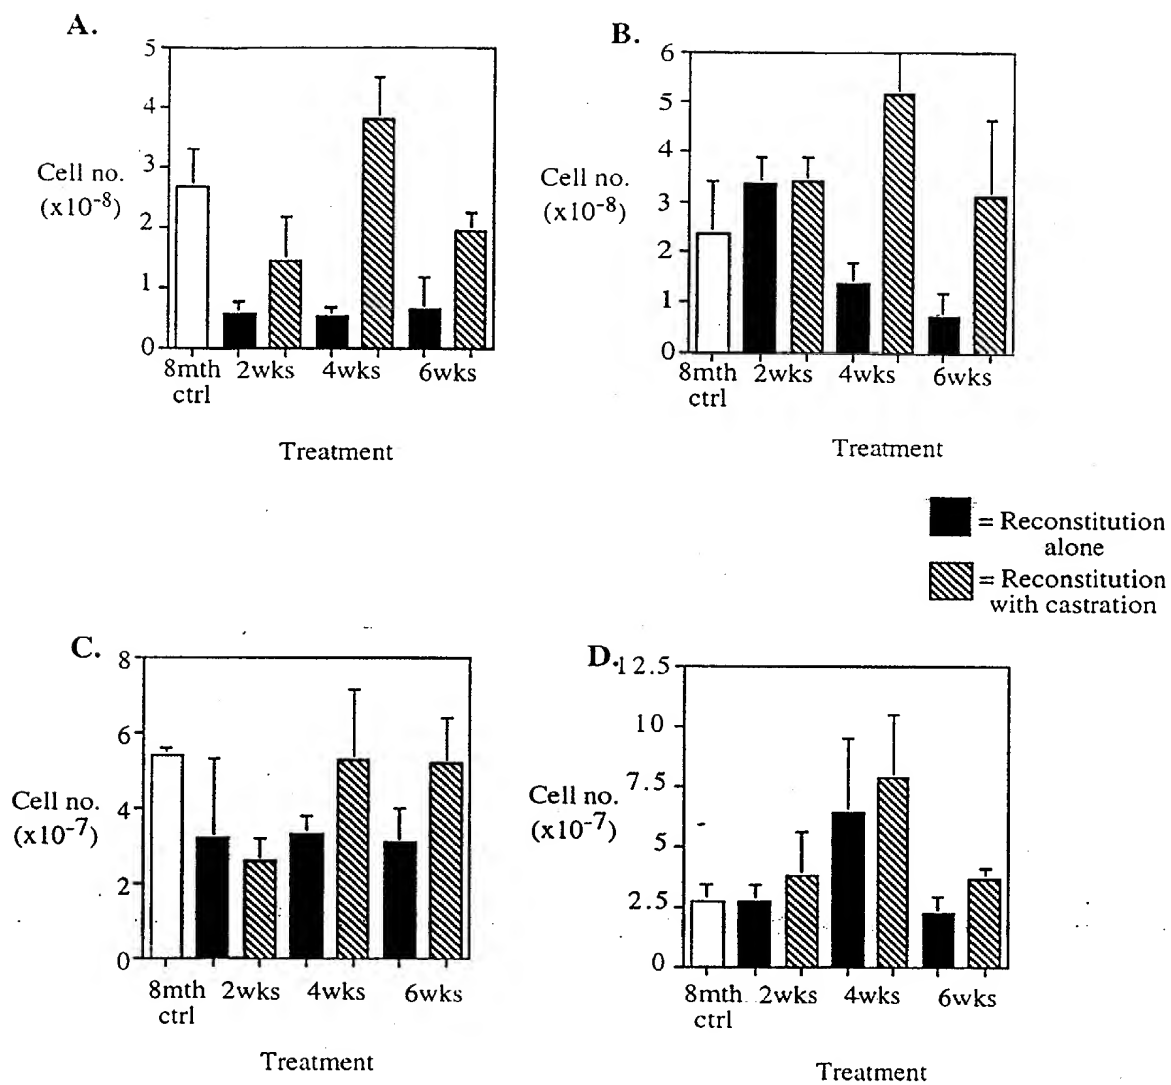 A.
5
4
3
2
1
0
Cell no.
(x10⁻⁸)
8mth 2wks 4wks 6wks
ctrl
Treatment
B.
6
5
4
3
2
1
0
Cell no.
(x10⁻⁸)
8mth 2wks 4wks 6wks
ctrl
Treatment
= Reconstitution
alone
= Reconstitution
with castration
C.
8
6
4
2
0
Cell no.
(x10⁻⁷)
8mth 2wks 4wks 6wks
ctrl
Treatment
D.
12.5
10
7.5
5
2.5
0
Cell no.
(x10⁻⁷)
8mth 2wks 4wks 6wks
ctrl
Treatment